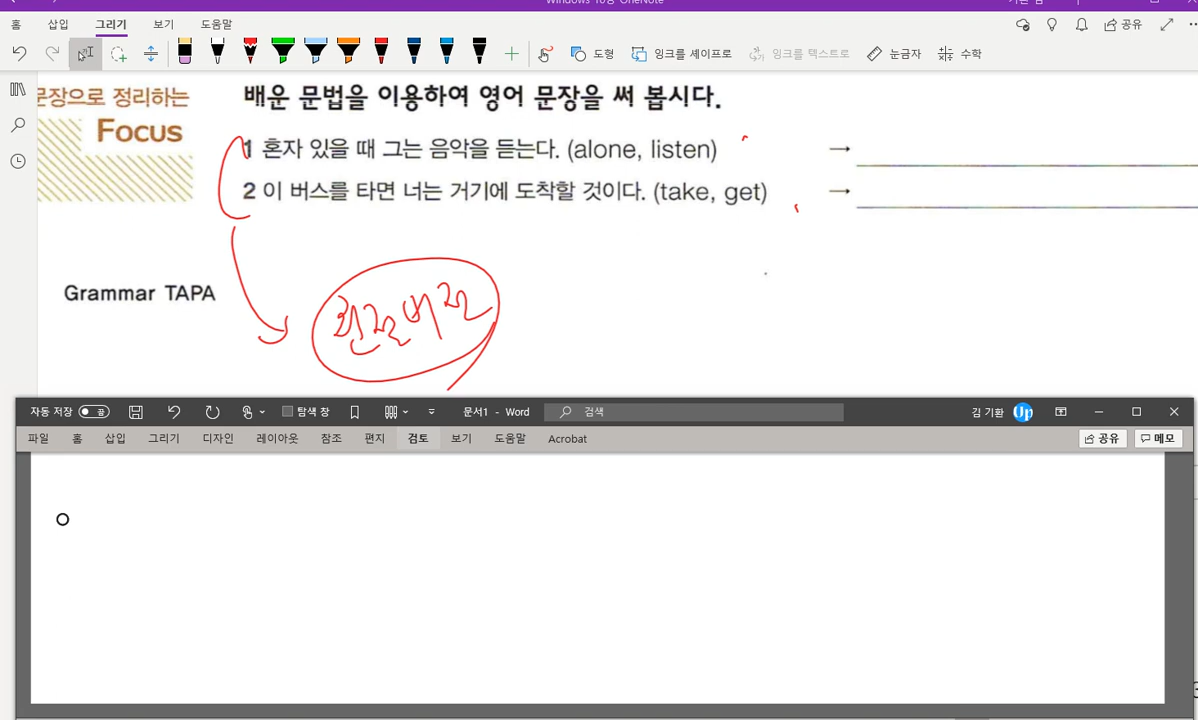 홈 삽입 그리기 보기 도움말
공유
도형 잉크를 셰이프로 잉크를 텍스트로 눈금자 수학
문장으로 정리하는
Focus
배운 문법을 이용하여 영어 문장을 써 봅시다.
1 혼자 있을 때 그는 음악을 듣는다. (alone, listen) →
2 이 버스를 타면 너는 거기에 도착할 것이다. (take, get) →
Grammar TAPA
자동 저장 끔 탐색 창 문서1 - Word 검색 김 기환 Up
파일 홈 삽입 그리기 디자인 레이아웃 참조 편지 검토 보기 도움말 Acrobat 공유 메모